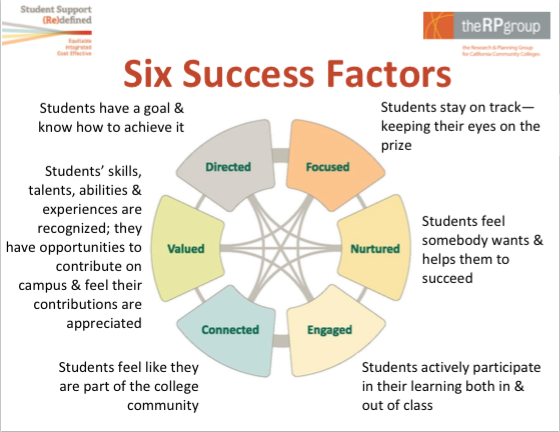 Student Support
(Re)defined
Equitable
Integrated
Cost Effective
theRPgroup
the Research & Planning Group
for California Community Colleges
Six Success Factors
Students have a goal &
know how to achieve it
Students stay on track—
keeping their eyes on the
prize
Directed
Focused
Students’ skills,
talents, abilities &
experiences are
recognized; they
have opportunities to
contribute on
campus & feel their
contributions are
appreciated
Valued
Nurtured
Students feel
somebody wants &
helps them to
succeed
Connected
Engaged
Students feel like they
are part of the college
community
Students actively participate
in their learning both in &
out of class